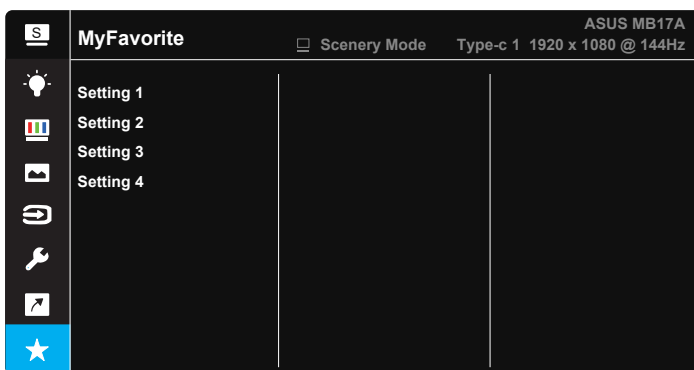 S
MyFavorite
Scenery Mode
ASUS MB17A
Type-c 1 1920 x 1080 @ 144Hz
Setting 1
Setting 2
Setting 3
Setting 4